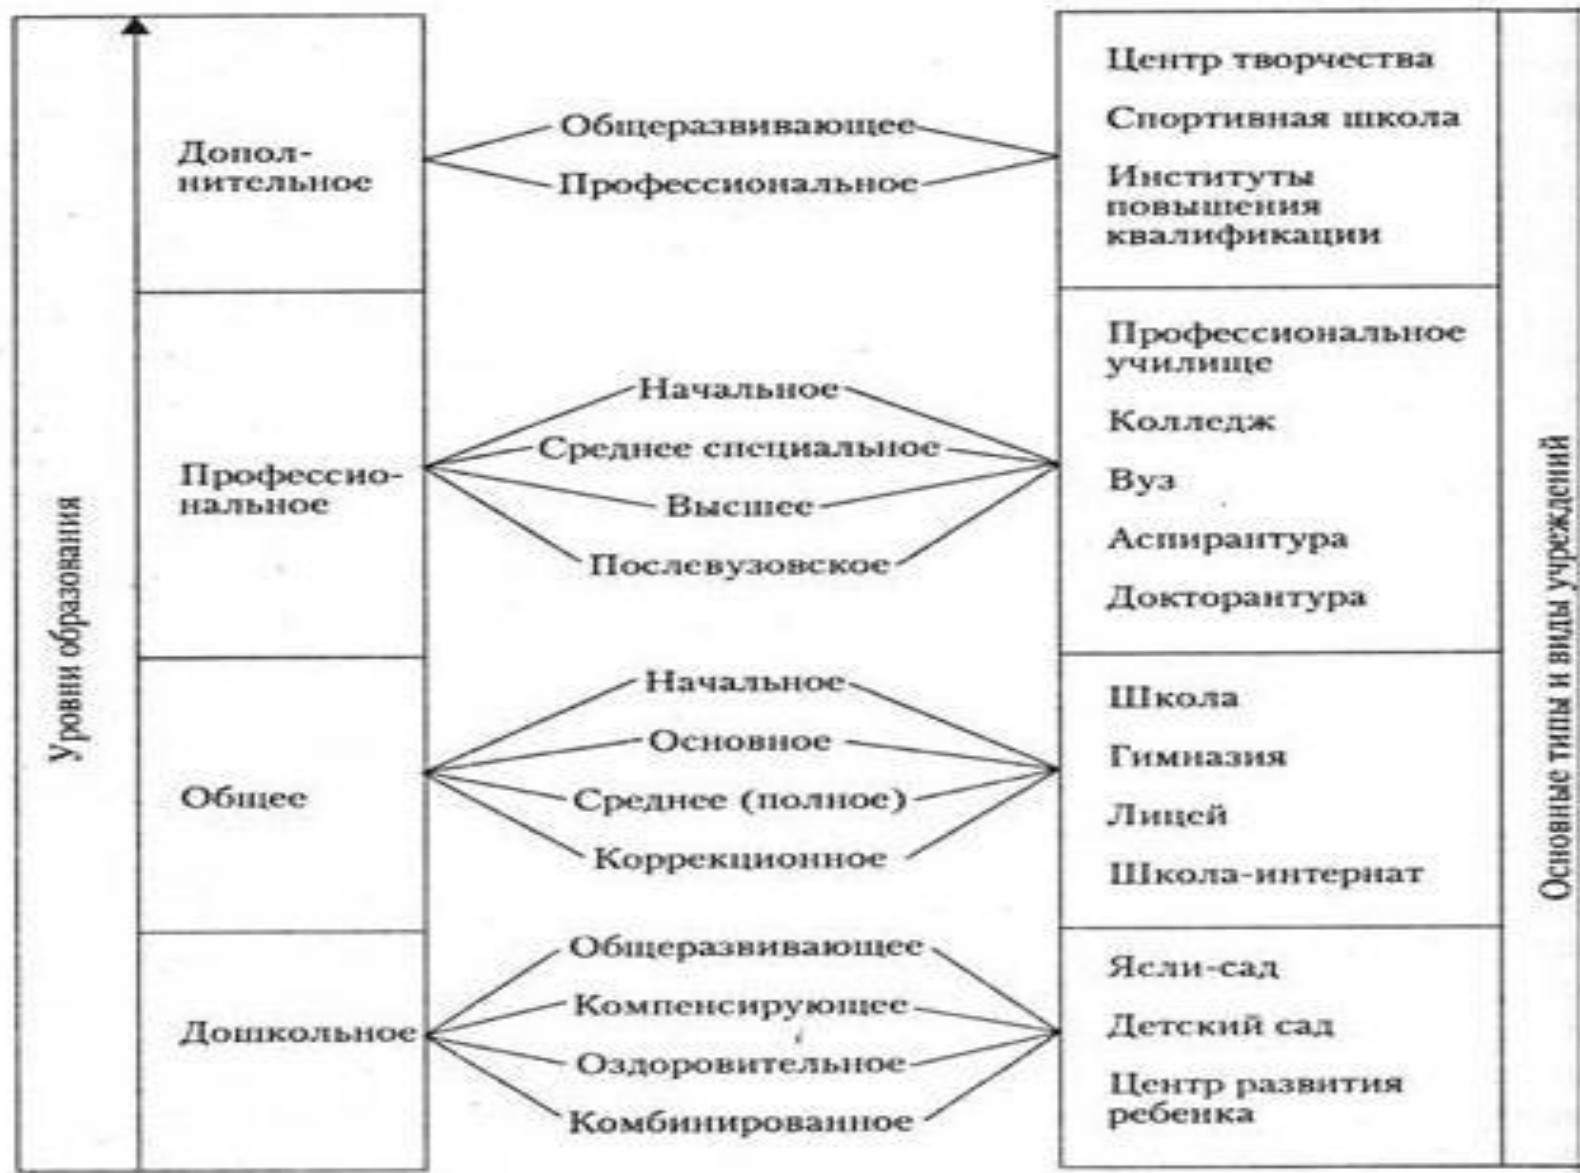 Уровни образования
Допол-
нительное
Общеразвивающее
Профессиональное
Центр творчества
Спортивная школа
Институты
повышения
квалификации
Профессио-
нальное
Начальное
Среднее специальное
Высшее
Послевузовское
Профессиональное
училище
Колледж
Вуз
Аспирантура
Докторантура
Общее
Начальное
Основное
Среднее (полное)
Коррекционное
Школа
Гимназия
Лицей
Школа-интернат
Дошкольное
Общеразвивающее
Компенсирующее
Оздоровительное
Комбинированное
Ясли-сад
Детский сад
Центр развития
ребенка
Основные типы и виды учреждений